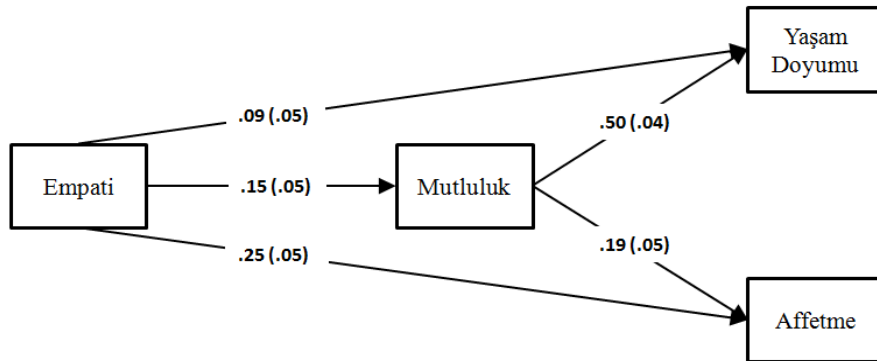 Yaşam
Doyumu
.09 (.05)
.50 (.04)
Empati
.15 (.05)
Mutluluk
.25 (.05)
.19 (.05)
Affetme